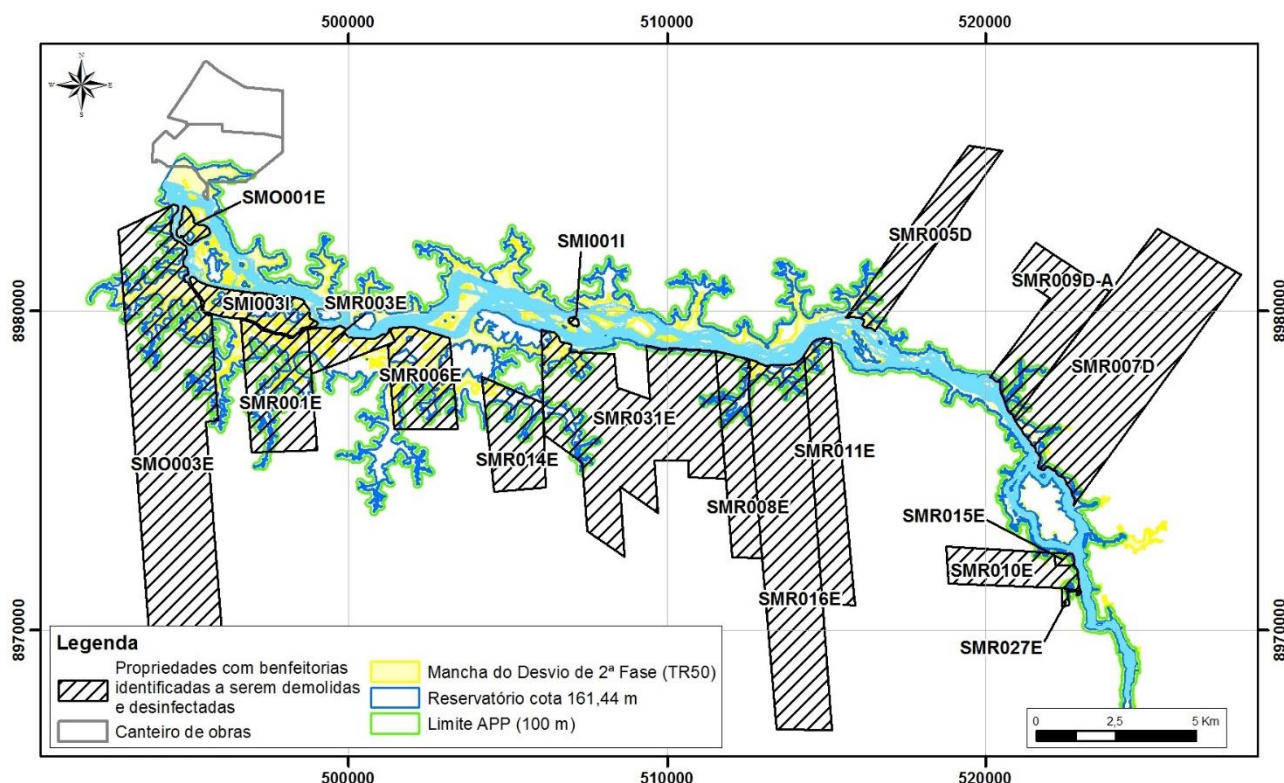 500000
510000
520000
N
W
E
S
SMO001E
SMI001I
SMR005D
SMR009D-A
8980000
SMI003I
SMR003E
8980000
SMR007D
SMR006E
SMR001E
SMR031E
SMR011E
SMO003E
SMR014E
SMR008E
SMR015E
SMR010E
SMR016E
SMR027E
8970000
8970000
Legenda
Propriedades com benfeitorias
identificadas a serem demolidas
e desinfectadas
Canteiro de obras
Mancha do Desvio de 2ª Fase (TR50)
Reservatório cota 161,44 m
Limite APP (100 m)
0 2,5 5 Km
500000
510000
520000